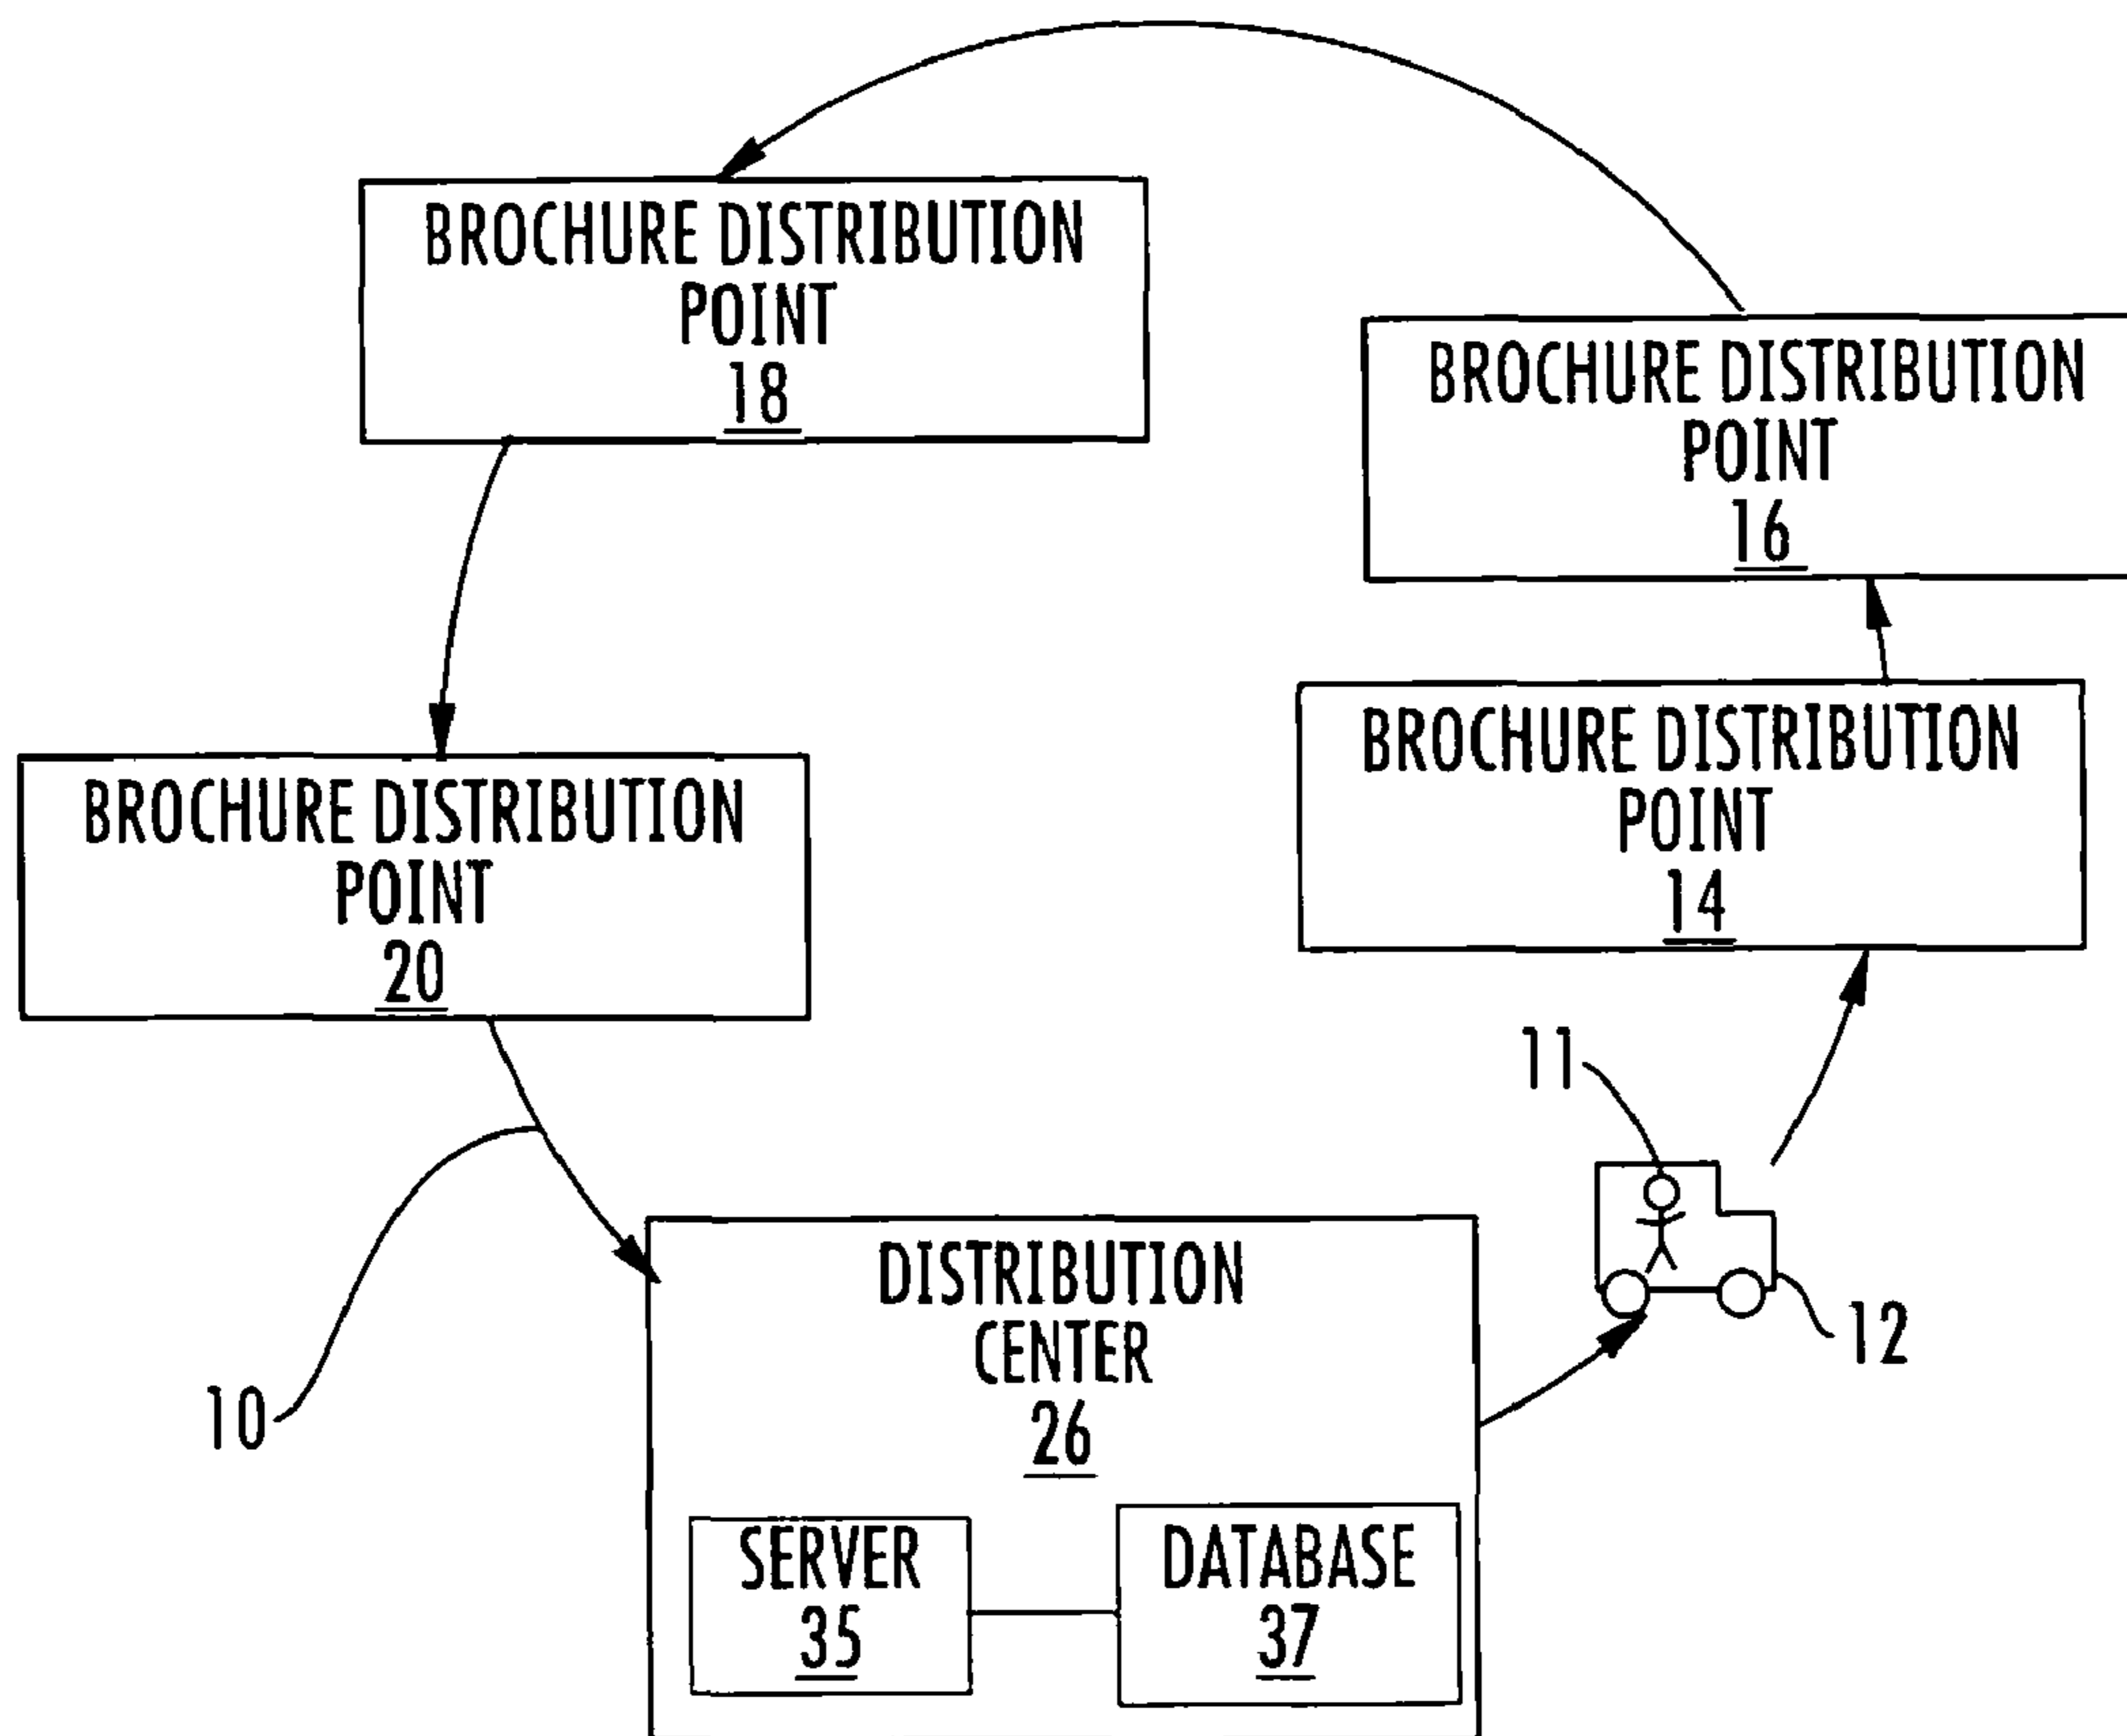 BROCHURE DISTRIBUTION
POINT
18
BROCHURE DISTRIBUTION
POINT
16
BROCHURE DISTRIBUTION
POINT
14
BROCHURE DISTRIBUTION
POINT
20
11
12
10
DISTRIBUTION
CENTER
26
SERVER
35
DATABASE
37